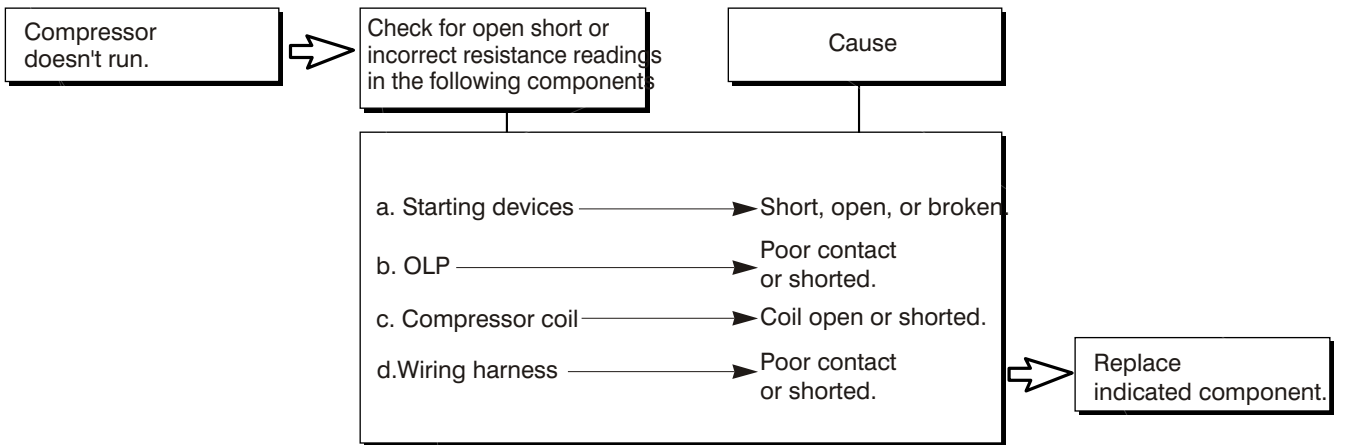 Compressor
doesn't run.
Check for open short or
incorrect resistance readings
in the following components
Cause
a. Starting devices
Short, open, or broken.
b. OLP
Poor contact
or shorted.
c. Compressor coil
Coil open or shorted.
d.Wiring harness
Poor contact
or shorted.
Replace
indicated component.